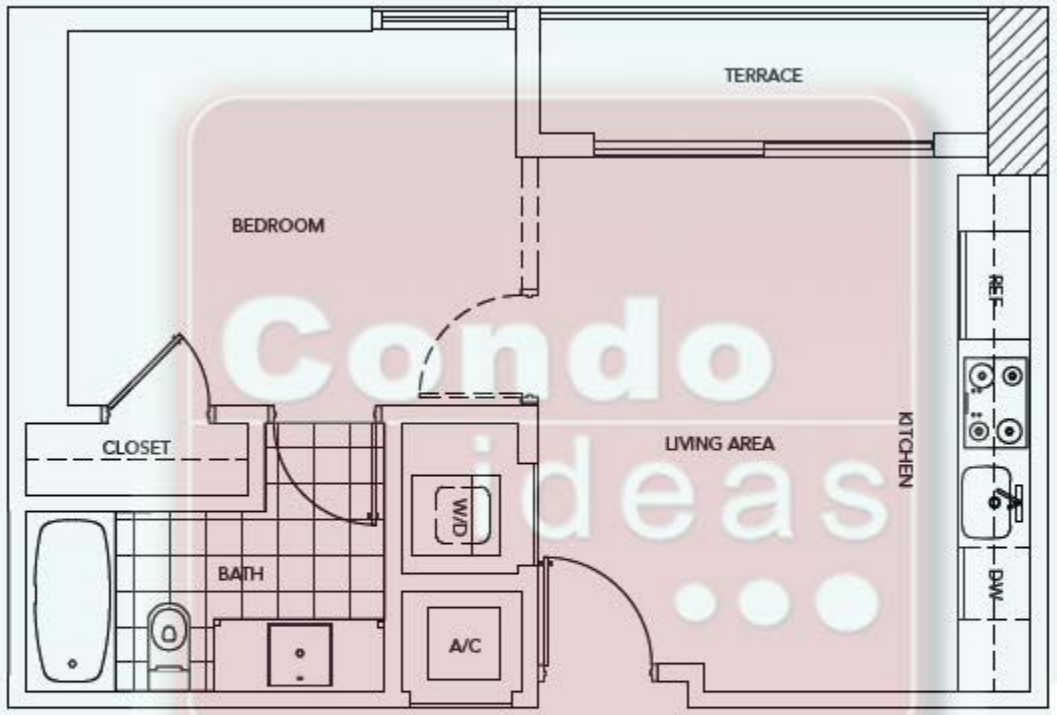 TERRACE
BEDROOM
REF.
Condo
CLOSET
LIVING AREA
KITCHEN
ideas
W/D
BATH
DW
A/C